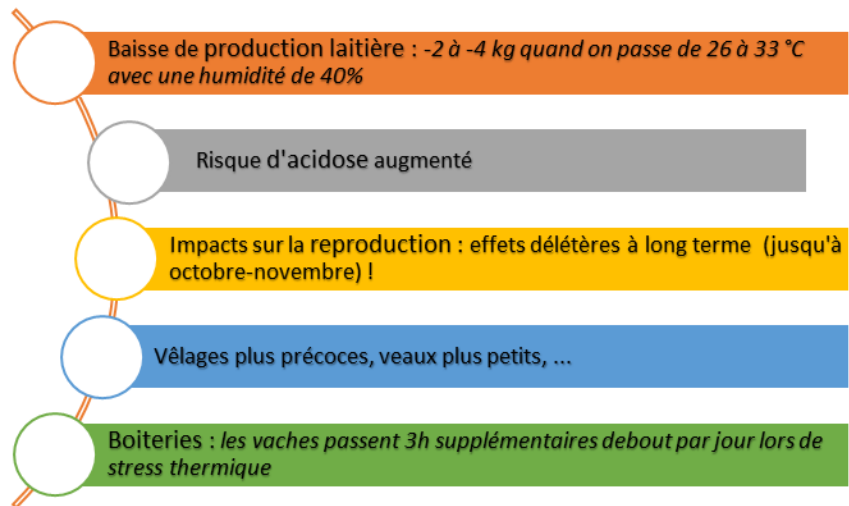 Baisse de production laitière : -2 à -4 kg quand on passe de 26 à 33 °C
avec une humidité de 40%
Risque d'acidose augmenté
Impacts sur la reproduction : effets délétères à long terme (jusqu'à
octobre-novembre) !
Vêlages plus précoces, veaux plus petits, ...
Boiteries : les vaches passent 3h supplémentaires debout par jour lors de
stress thermique